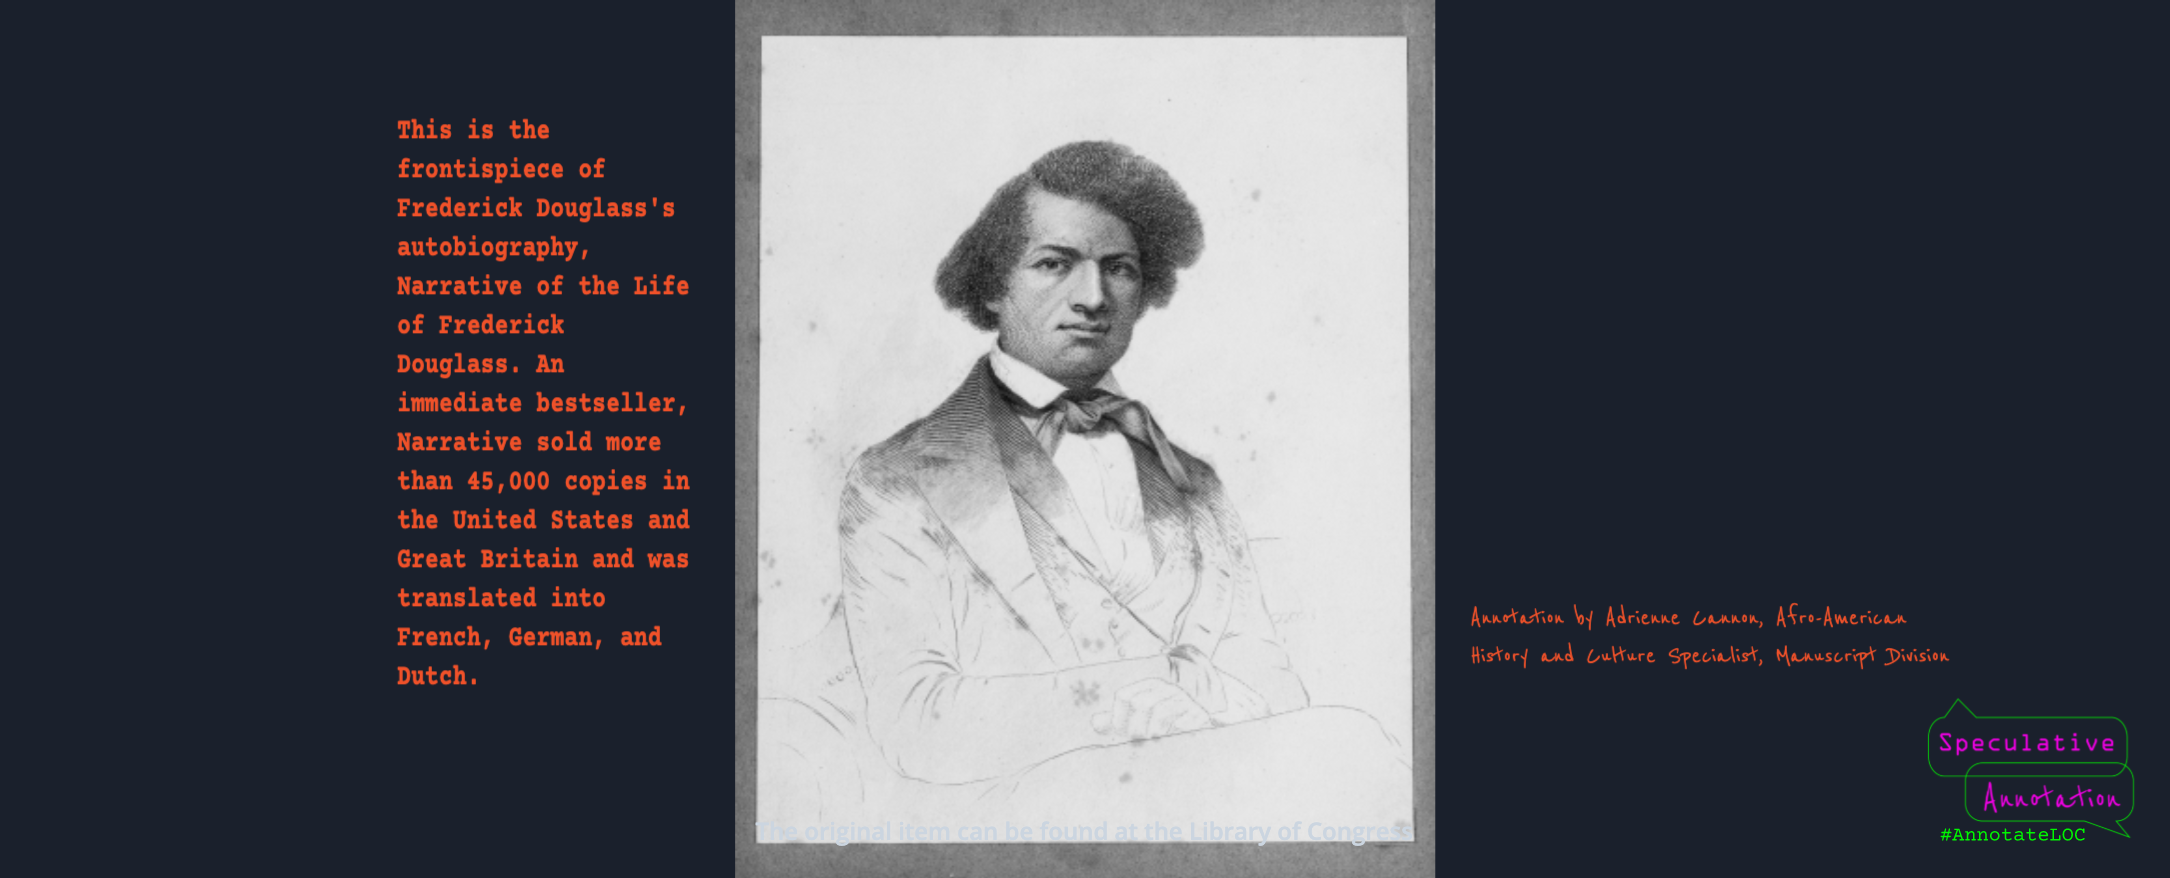 This is the
frontispiece of
Frederick Douglass's
autobiography,
Narrative of the Life
of Frederick
Douglass. An
immediate bestseller,
Narrative sold more
than 45,000 copies in
the United States and
Great Britain and was
translated into
French, German, and
Dutch.
The original item can be found at the Library of Congress
Annotation by Adrienne Cannon, Afro-American
History and Culture Specialist, Manuscript Division
Speculative
Annotation
#AnnotateLOC